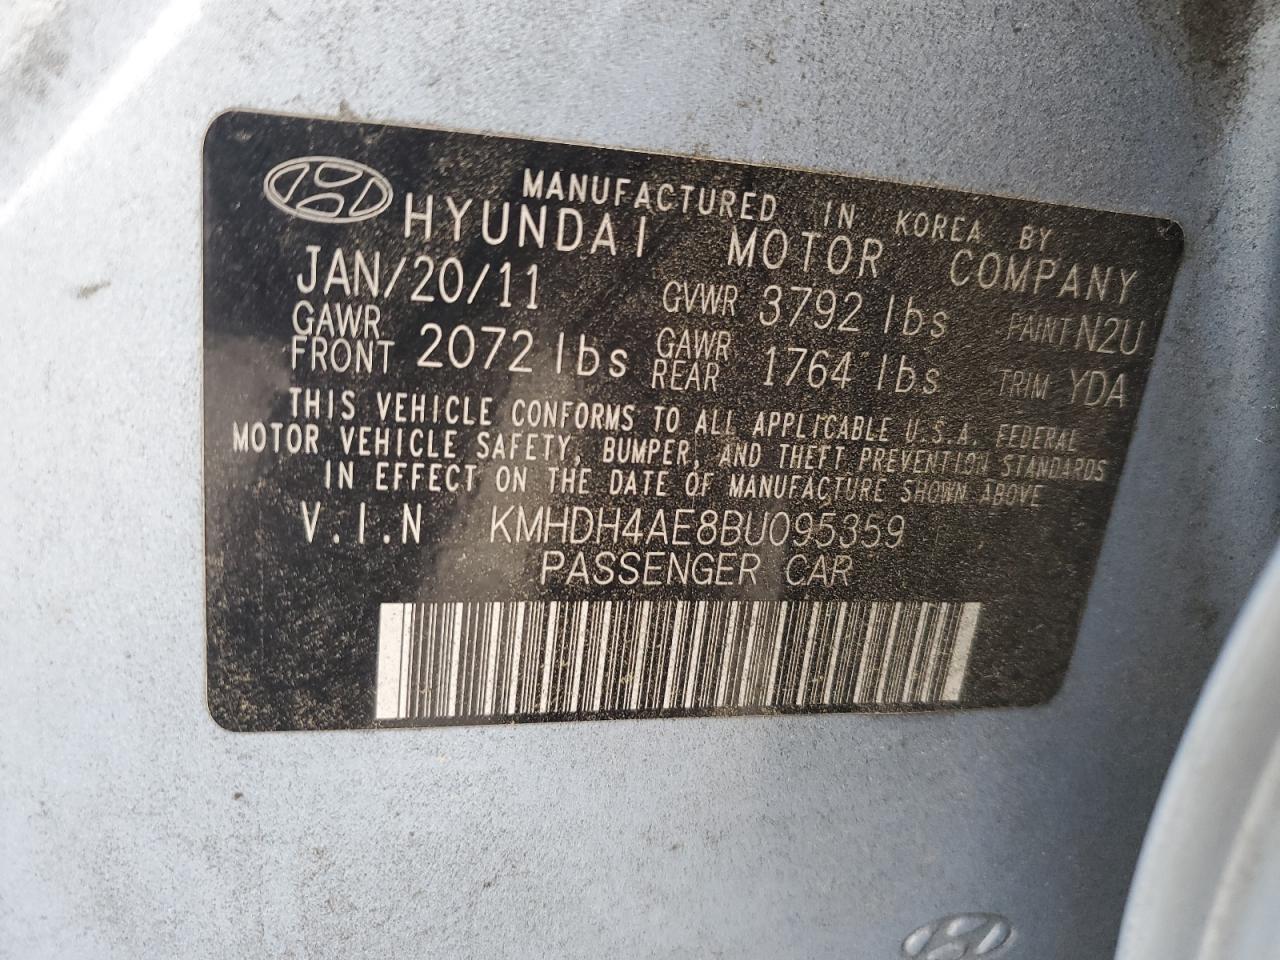 MANUFACTURED IN KOREA BY
HYUNDAI MOTOR COMPANY
JAN/20/11 GVWR 3792 lbs PAINT N2U
GAWR FRONT 2072 lbs GAWR REAR 1764 lbs TRIM YDA
THIS VEHICLE CONFORMS TO ALL APPLICABLE U.S.A. FEDERAL
MOTOR VEHICLE SAFETY, BUMPER, AND THEFT PREVENTION STANDARDS
IN EFFECT ON THE DATE OF MANUFACTURE SHOWN ABOVE
V.I.N KMHDH4AE8BU095359
PASSENGER CAR